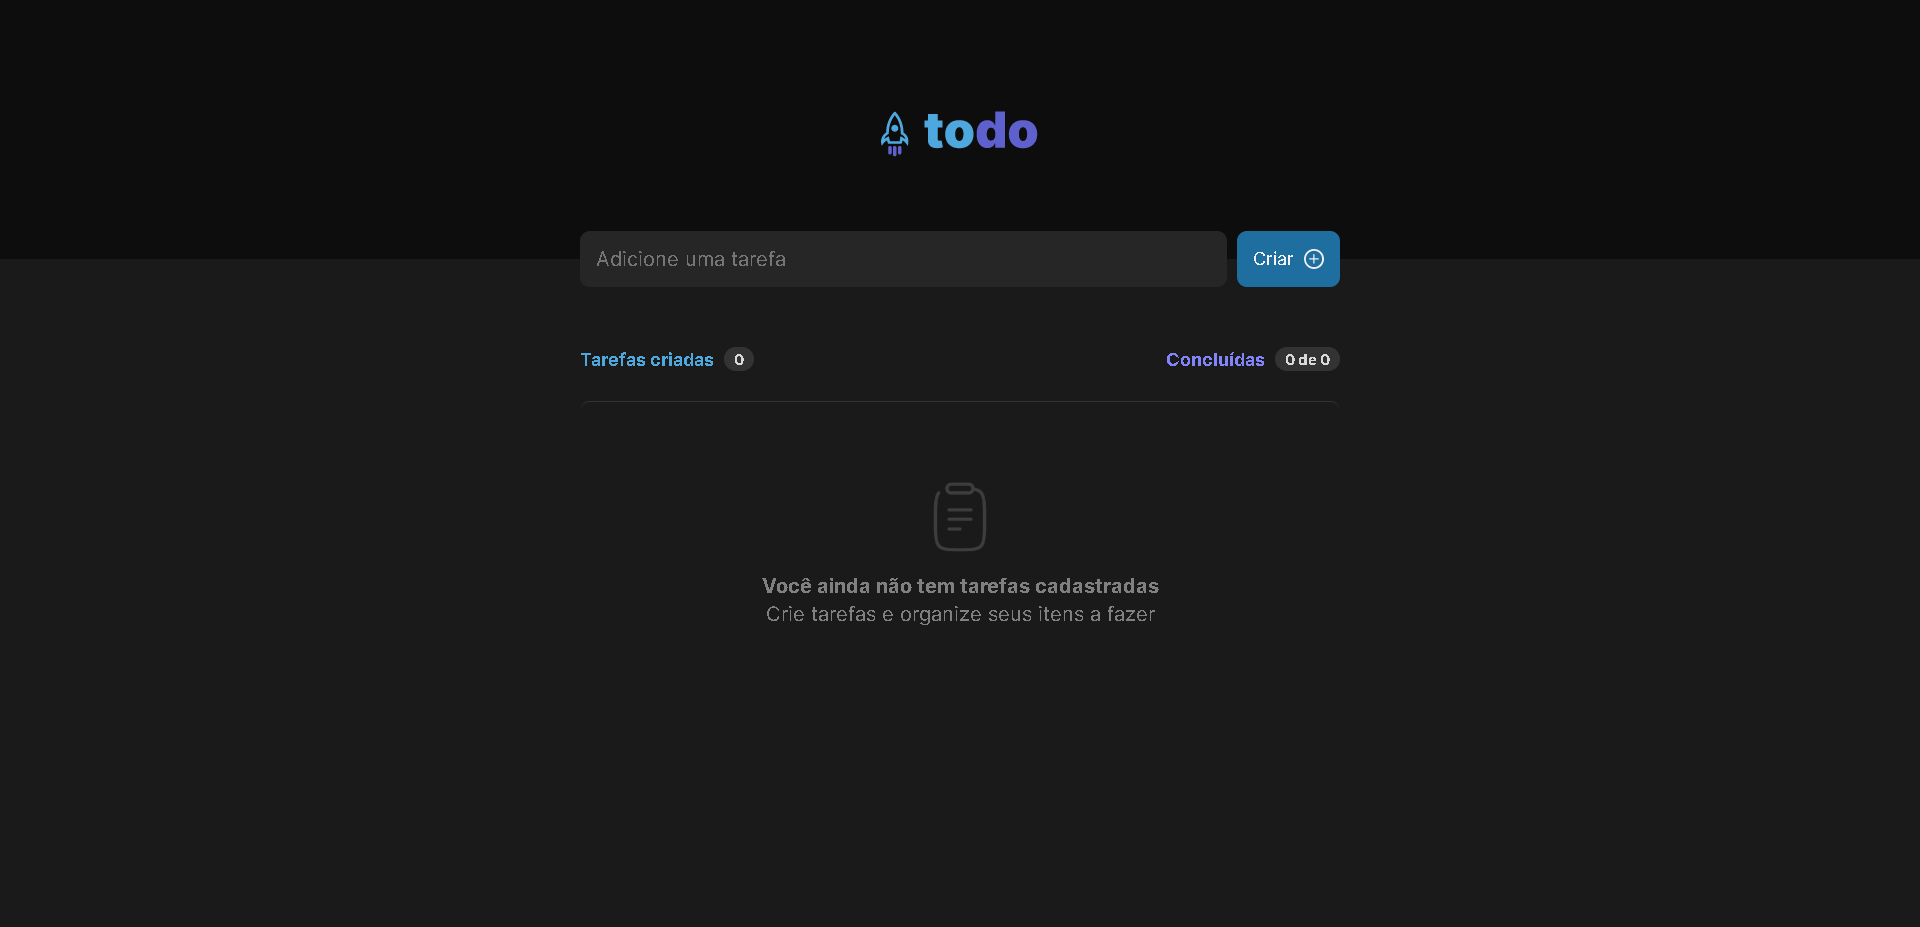 todo
Adicione uma tarefa
Criar
Tarefas criadas 0
Concluídas 0 de 0
Você ainda não tem tarefas cadastradas
Crie tarefas e organize seus itens a fazer